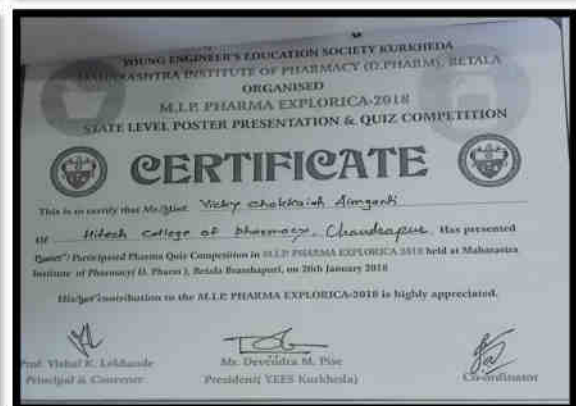 YOUNG ENGINEER'S EDUCATION SOCIETY KURKHEDA
MAHARASHTRA INSTITUTE OF PHARMACY (D.PHARM), BETALA
ORGANISED
M.I.P. PHARMA EXPLORICA-2018
STATE LEVEL POSTER PRESENTATION & QUIZ COMPETITION
CERTIFICATE
This is to certify that Mr./Miss Vicky Chokkaiah
Of Hitesh College of pharmacy, Chandrapur. Has presented
Poster"/ Participated Pharma Quiz Competition in M.I.P. PHARMA EXPLORICA 2018 held at Maharastra
Institute of Pharmacy( D. Pharm ), Betala Bramhapuri, on 20th January 2018
His/her contribution to the M.I.P. PHARMA EXPLORICA-2018 is highly appreciated.
Prof. Vishal K.
Mr. Devendra M. Pise
Principal & Convener
President( YEES Kurkheda)
Co-ordinator